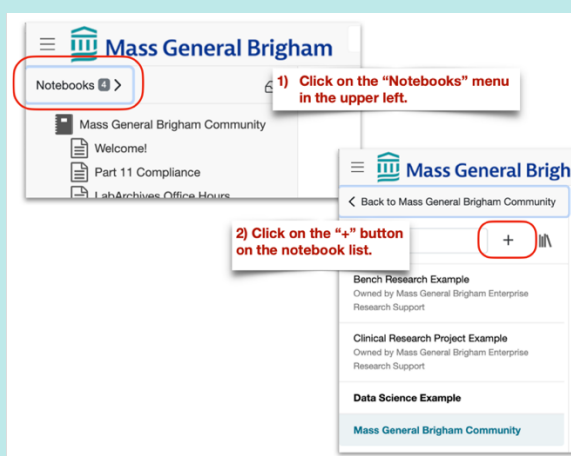 Mass General Brigham
Notebooks 4
1) Click on the “Notebooks” menu
in the upper left.
Mass General Brigham Community
Welcome!
Part 11 Compliance
LabArchives Office Hours
Mass General Brigh
Back to Mass General Brigham Community
2) Click on the “+” button
on the notebook list.
+
Bench Research Example
Owned by Mass General Brigham Enterprise
Research Support
Clinical Research Project Example
Owned by Mass General Brigham Enterprise
Research Support
Data Science Example
Mass General Brigham Community